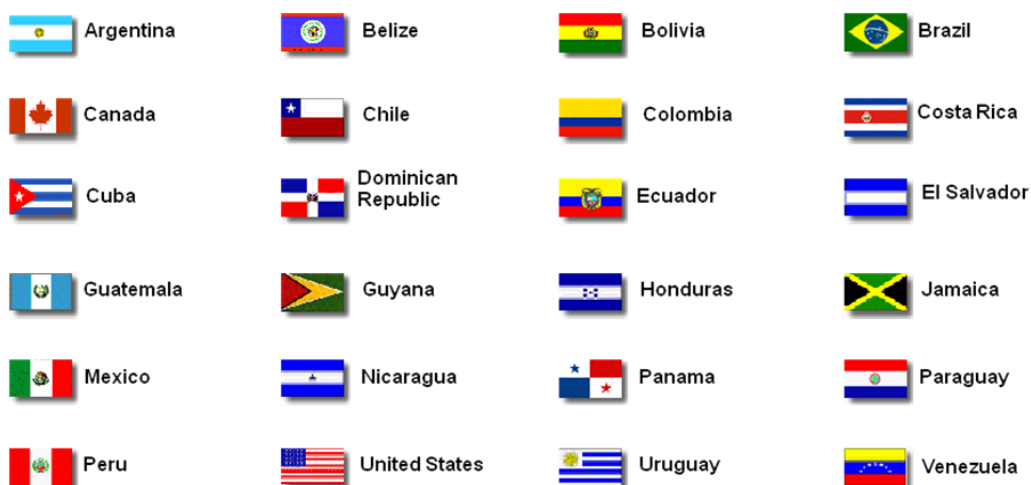 Argentina
Belize
Bolivia
Brazil
Canada
Chile
Colombia
Costa Rica
Cuba
Dominican
Republic
Ecuador
El Salvador
Guatemala
Guyana
Honduras
Jamaica
Mexico
Nicaragua
Panama
Paraguay
Peru
United States
Uruguay
Venezuela